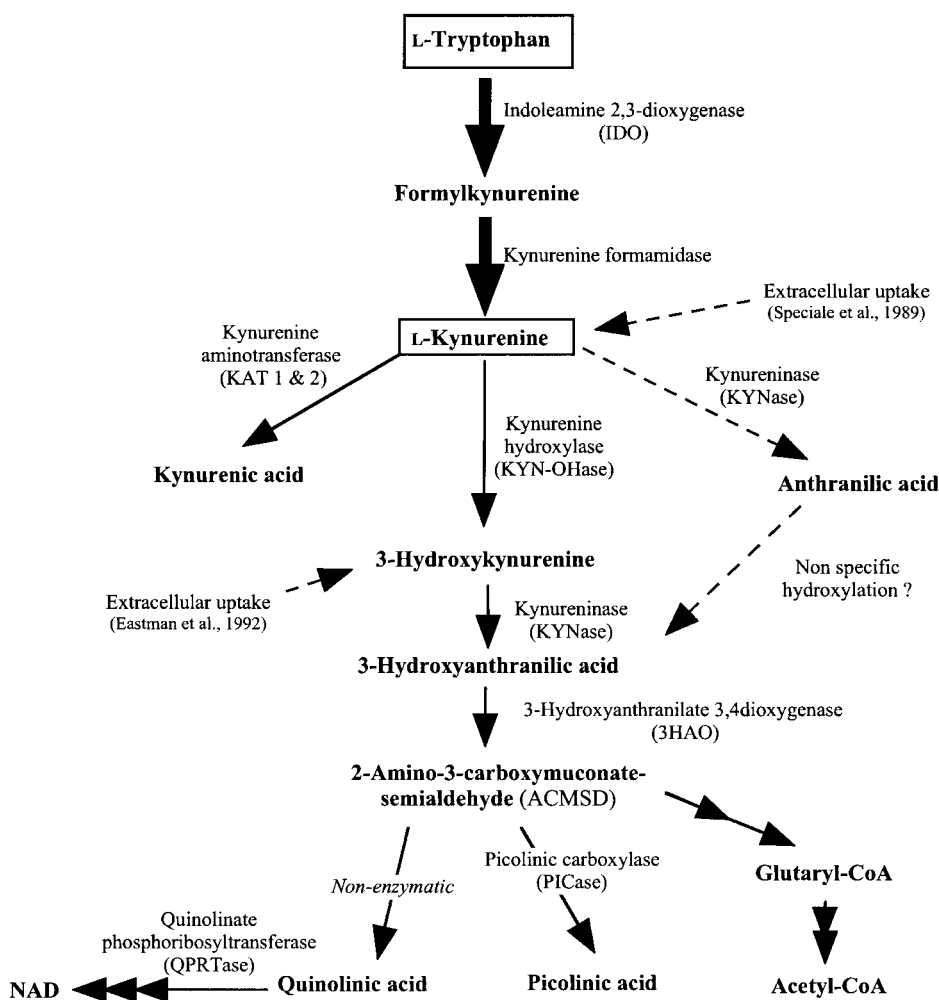 L-Tryptophan
Indoleamine 2,3-dioxygenase
(IDO)
Formylkynurenine
Kynurenine formamidase
Extracellular uptake
(Speciale et al., 1989)
L-Kynurenine
Kynurenine
aminotransferase
(KAT 1 & 2)
Kynureninase
(KYNase)
Kynurenine
hydroxylase
(KYN-OHase)
Kynurenic acid
Anthranilic acid
3-Hydroxykynurenine
Non specific
hydroxylation ?
Extracellular uptake
(Eastman et al., 1992)
Kynureninase
(KYNase)
3-Hydroxyanthranilic acid
3-Hydroxyanthranilate 3,4dioxygenase
(3HAO)
2-Amino-3-carboxymuconate-
semialdehyde (ACMSD)
Picolinic carboxylase
(PICase)
Non-enzymatic
Glutaryl-CoA
Quinolinate
phosphoribosyltransferase
(QPRTase)
NAD
Quinolinic acid
Picolinic acid
Acetyl-CoA